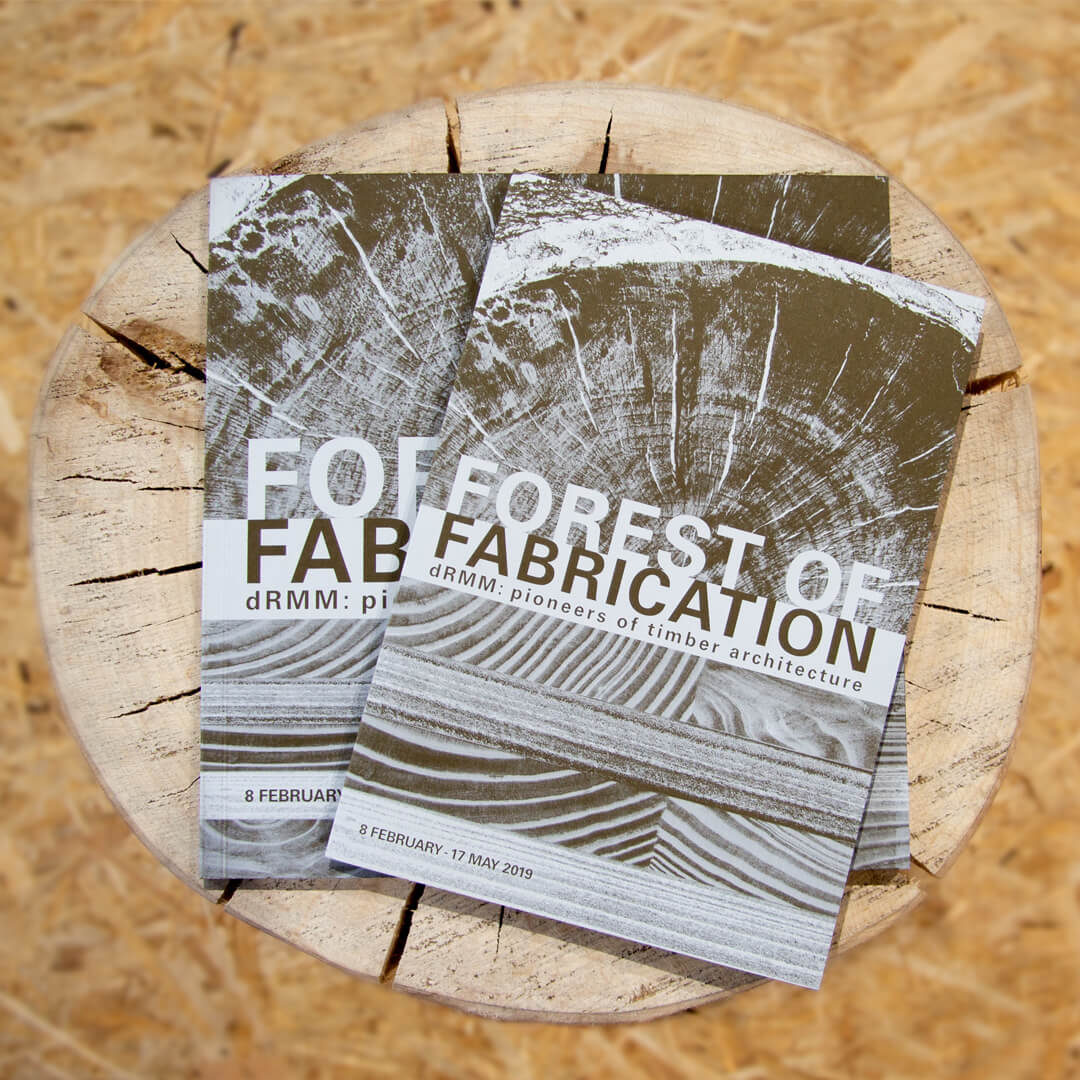 FOREST OF
FABRICATION
dRMM: pioneers of timber architecture
8 FEBRUARY - 17 MAY 2019
FOR
FAB
dRMM: pi
8 FEBRUARY